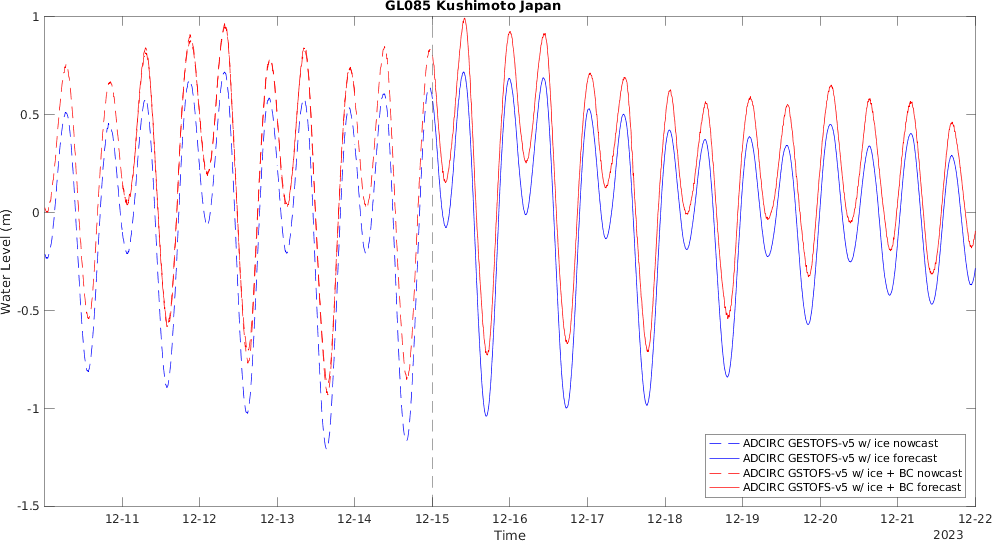 GL085 Kushimoto Japan
1
0.5
0
-0.5
-1
-1.5
Water Level (m)
12-11
12-12
12-13
12-14
12-15
12-16
12-17
12-18
12-19
12-20
12-21
12-22
Time
2023
ADCIRC GESTOFS-v5 w/ ice nowcast
ADCIRC GESTOFS-v5 w/ ice forecast
ADCIRC GSTOFS-v5 w/ ice + BC nowcast
ADCIRC GSTOFS-v5 w/ ice + BC forecast